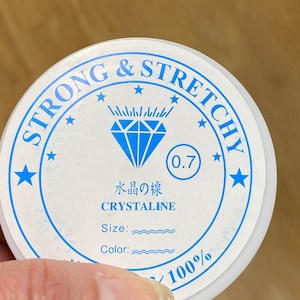 STRONG & STRETCHY
0.7
水晶の線
CRYSTALINE
Size:
Color:
100%